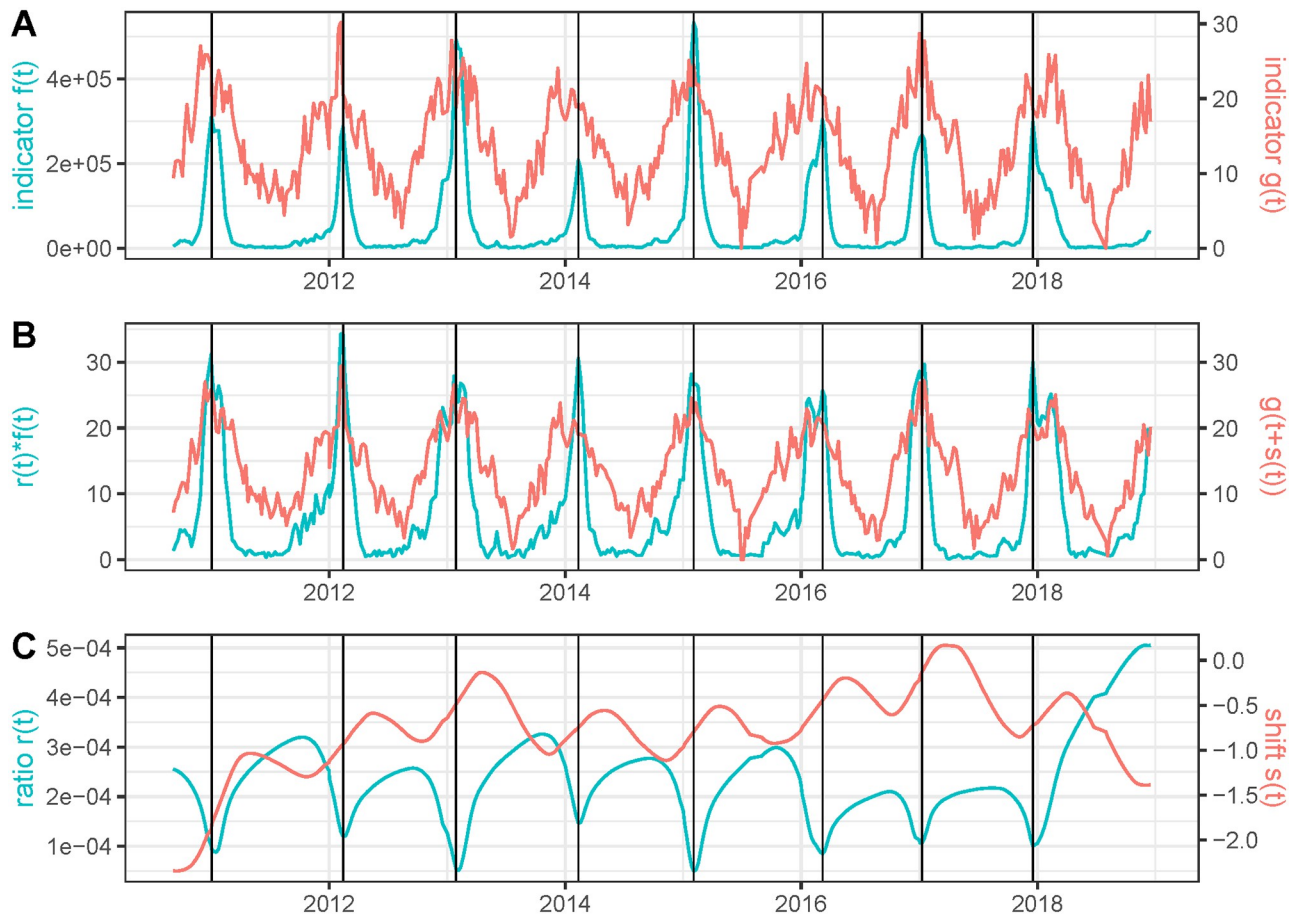 A
indicator f(t)
4e+05
2e+05
0e+00
30
20
10
0
indicator g(t)
2012
2014
2016
2018
B
r(t)*f(t)
30
20
10
0
30
20
10
0
g(t+s(t))
2012
2014
2016
2018
C
ratio r(t)
5e−04
4e−04
3e−04
2e−04
1e−04
0.0
−0.5
−1.0
−1.5
−2.0
shift s(t)
2012
2014
2016
2018